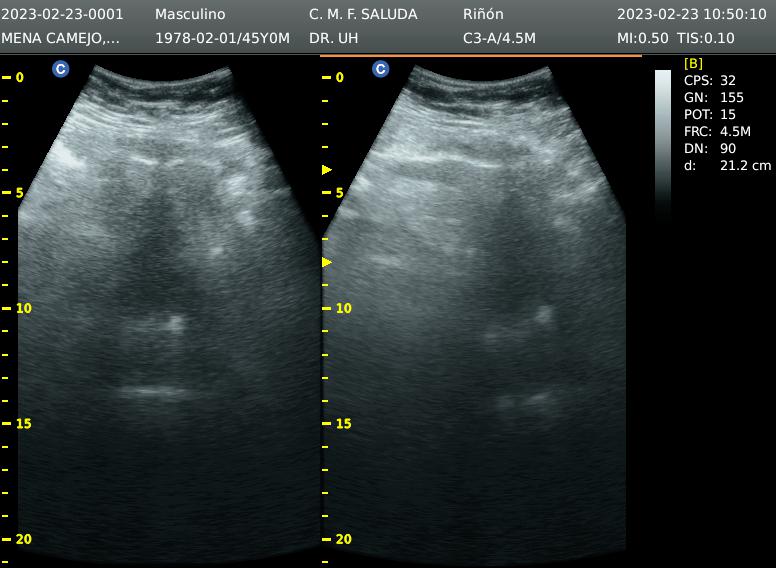 2023-02-23-0001 Masculino C. M. F. SALUDA Riñón 2023-02-23 10:50:10
MENA CAMEJO,... 1978-02-01/45Y0M DR. UH C3-A/4.5M MI:0.50 TIS:0.10
C C
[B]
CPS: 32
GN: 155
POT: 15
FRC: 4.5M
DN: 90
d: 21.2 cm
0 0
5 5
10 10
15 15
20 20